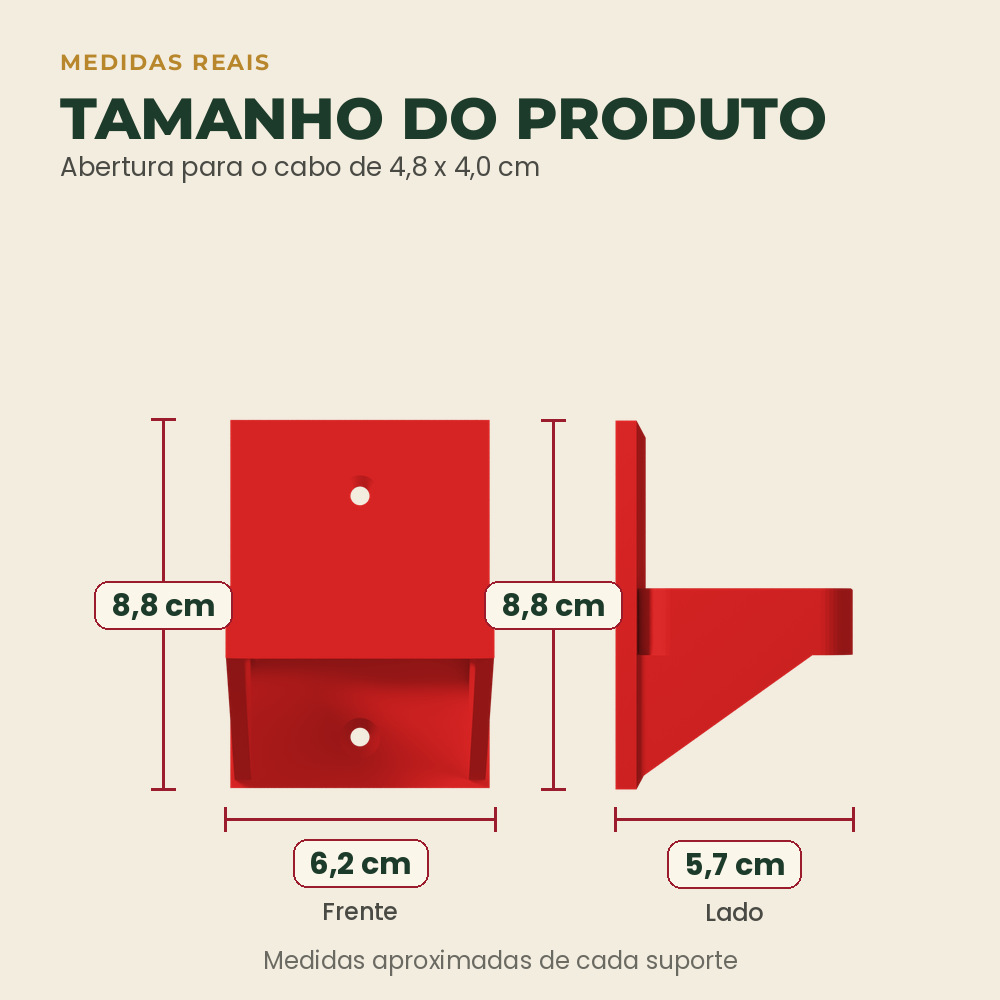 MEDIDAS REAIS
TAMANHO DO PRODUTO
Abertura para o cabo de 4,8 x 4,0 cm
8,8 cm
8,8 cm
6,2 cm
5,7 cm
Frente
Lado
Medidas aproximadas de cada suporte